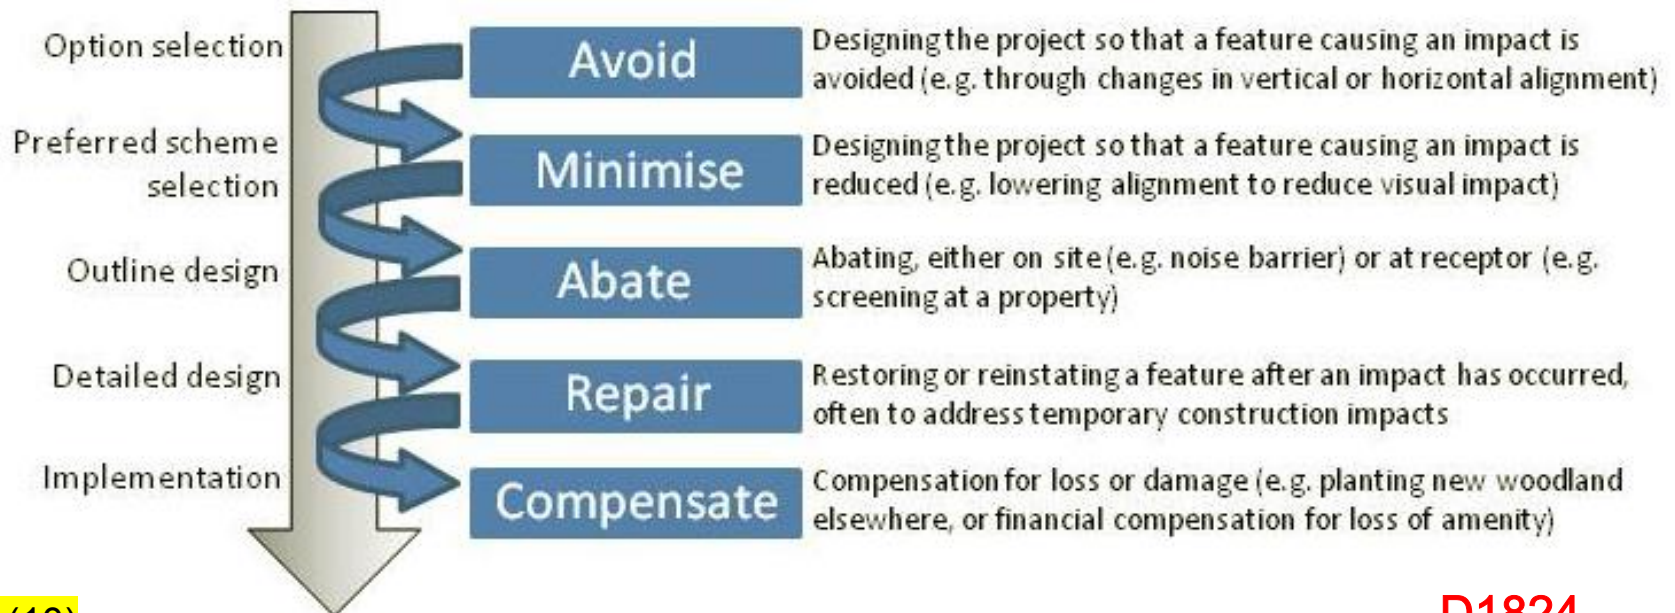 Option selection
Avoid
Designing the project so that a feature causing an impact is
avoided (e.g. through changes in vertical or horizontal alignment)
Preferred scheme
selection
Minimise
Designing the project so that a feature causing an impact is
reduced (e.g. lowering alignment to reduce visual impact)
Outline design
Abate
Abating, either on site (e.g. noise barrier) or at receptor (e.g.
screening at a property)
Detailed design
Repair
Restoring or reinstating a feature after an impact has occurred,
often to address temporary construction impacts
Implementation
Compensate
Compensation for loss or damage (e.g. planting new woodland
elsewhere, or financial compensation for loss of amenity)
D1824